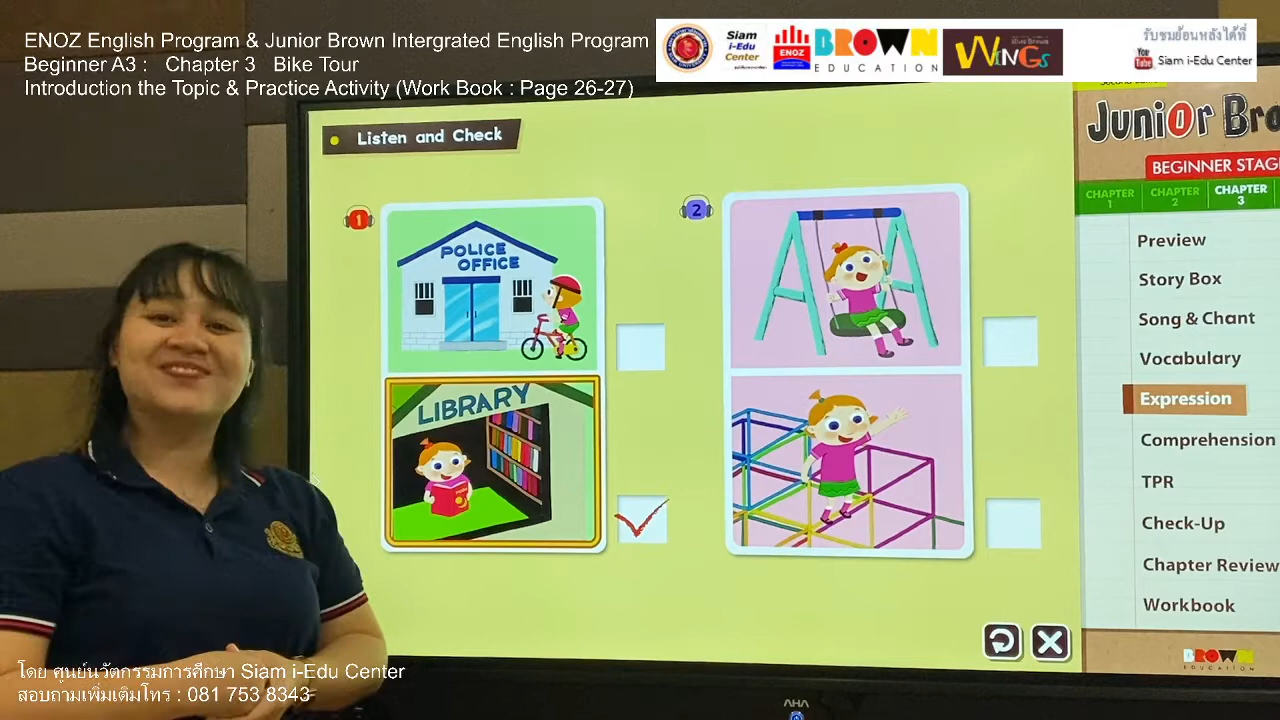 ENOZ English Program & Junior Brown Intergrated English Program
Beginner A3 : Chapter 3 Bike Tour
Introduction the Topic & Practice Activity (Work Book : Page 26-27)
Siam
i-Edu
Center
ENOZ
BROWN
EDUCATION
WINGS
รับชมย้อนหลังได้ที่
You
Tube
Siam i-Edu Center
Listen and Check
1
POLICE
OFFICE
LIBRARY
2
Junior Bro
BEGINNER STAG
CHAPTER
1
CHAPTER
2
CHAPTER
3
Preview
Story Box
Song & Chant
Vocabulary
Expression
Comprehension
TPR
Check-Up
Chapter Review
Workbook
BROWN
EDUCATION
โดย ศูนย์นวัตกรรมการศึกษา Siam i-Edu Center
สอบถามเพิ่มเติมโทร : 081 753 8343
AHA